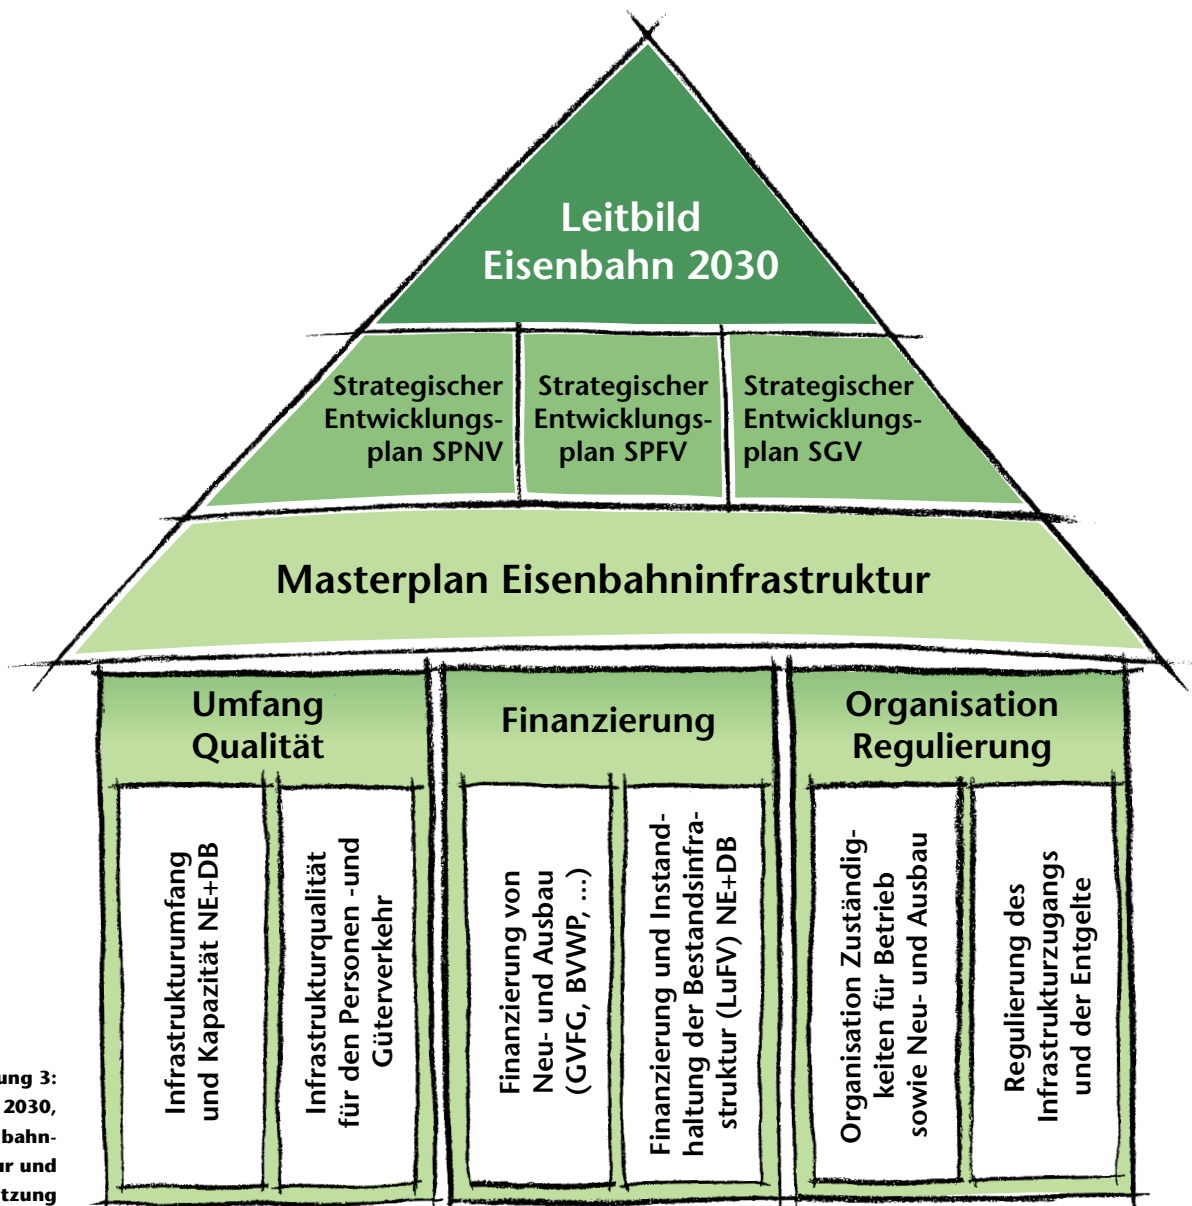 Leitbild
Eisenbahn 2030
Strategischer
Entwicklungs-
plan SPNV
Strategischer
Entwicklungs-
plan SPFV
Strategischer
Entwicklungs-
plan SGV
Masterplan Eisenbahninfrastruktur
Umfang
Qualität
Infrastrukturumfang
und Kapazität NE+DB
Infrastrukturqualität
für den Personen -und
Güterverkehr
Finanzierung
Finanzierung von
Neu- und Ausbau
(GVFG, BVWP, ...)
Finanzierung und Instand-
haltung der Bestandsinfra-
struktur (LuFV) NE+DB
Organisation
Regulierung
Organisation Zuständig-
keiten für Betrieb
sowie Neu- und Ausbau
Regulierung des
Infrastrukturzugangs
und der Entgelte
ung 3:
2030,
bahn-
ur und
tzung